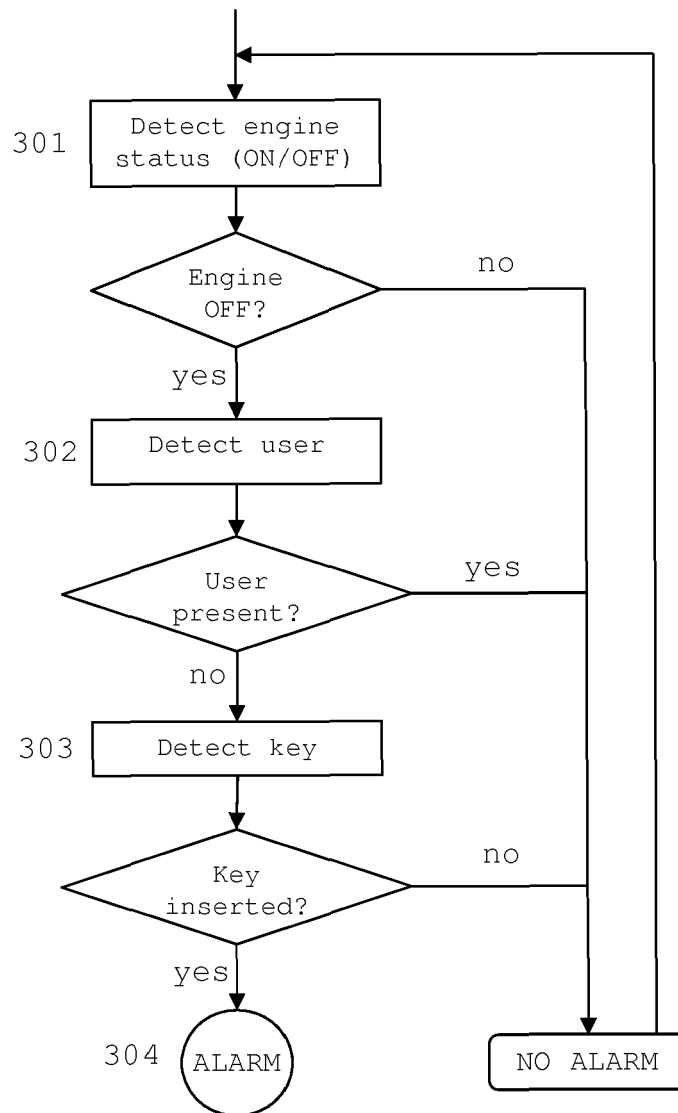 301
Detect engine
status (ON/OFF)
Engine
OFF?
no
yes
302
Detect user
User
present?
yes
no
303
Detect key
Key
inserted?
no
yes
304
ALARM
NO ALARM